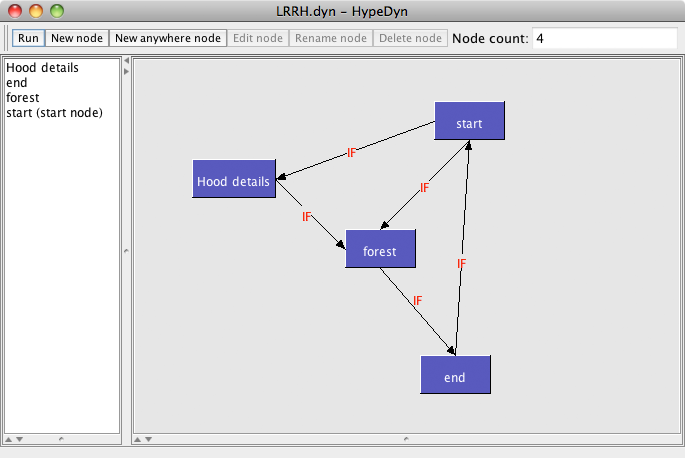 LRRH.dyn – HypeDyn
Run New node New anywhere node Edit node Rename node Delete node Node count: 4
Hood details
end
forest
start (start node)
start
IF
Hood details
IF
IF
forest
IF
IF
end